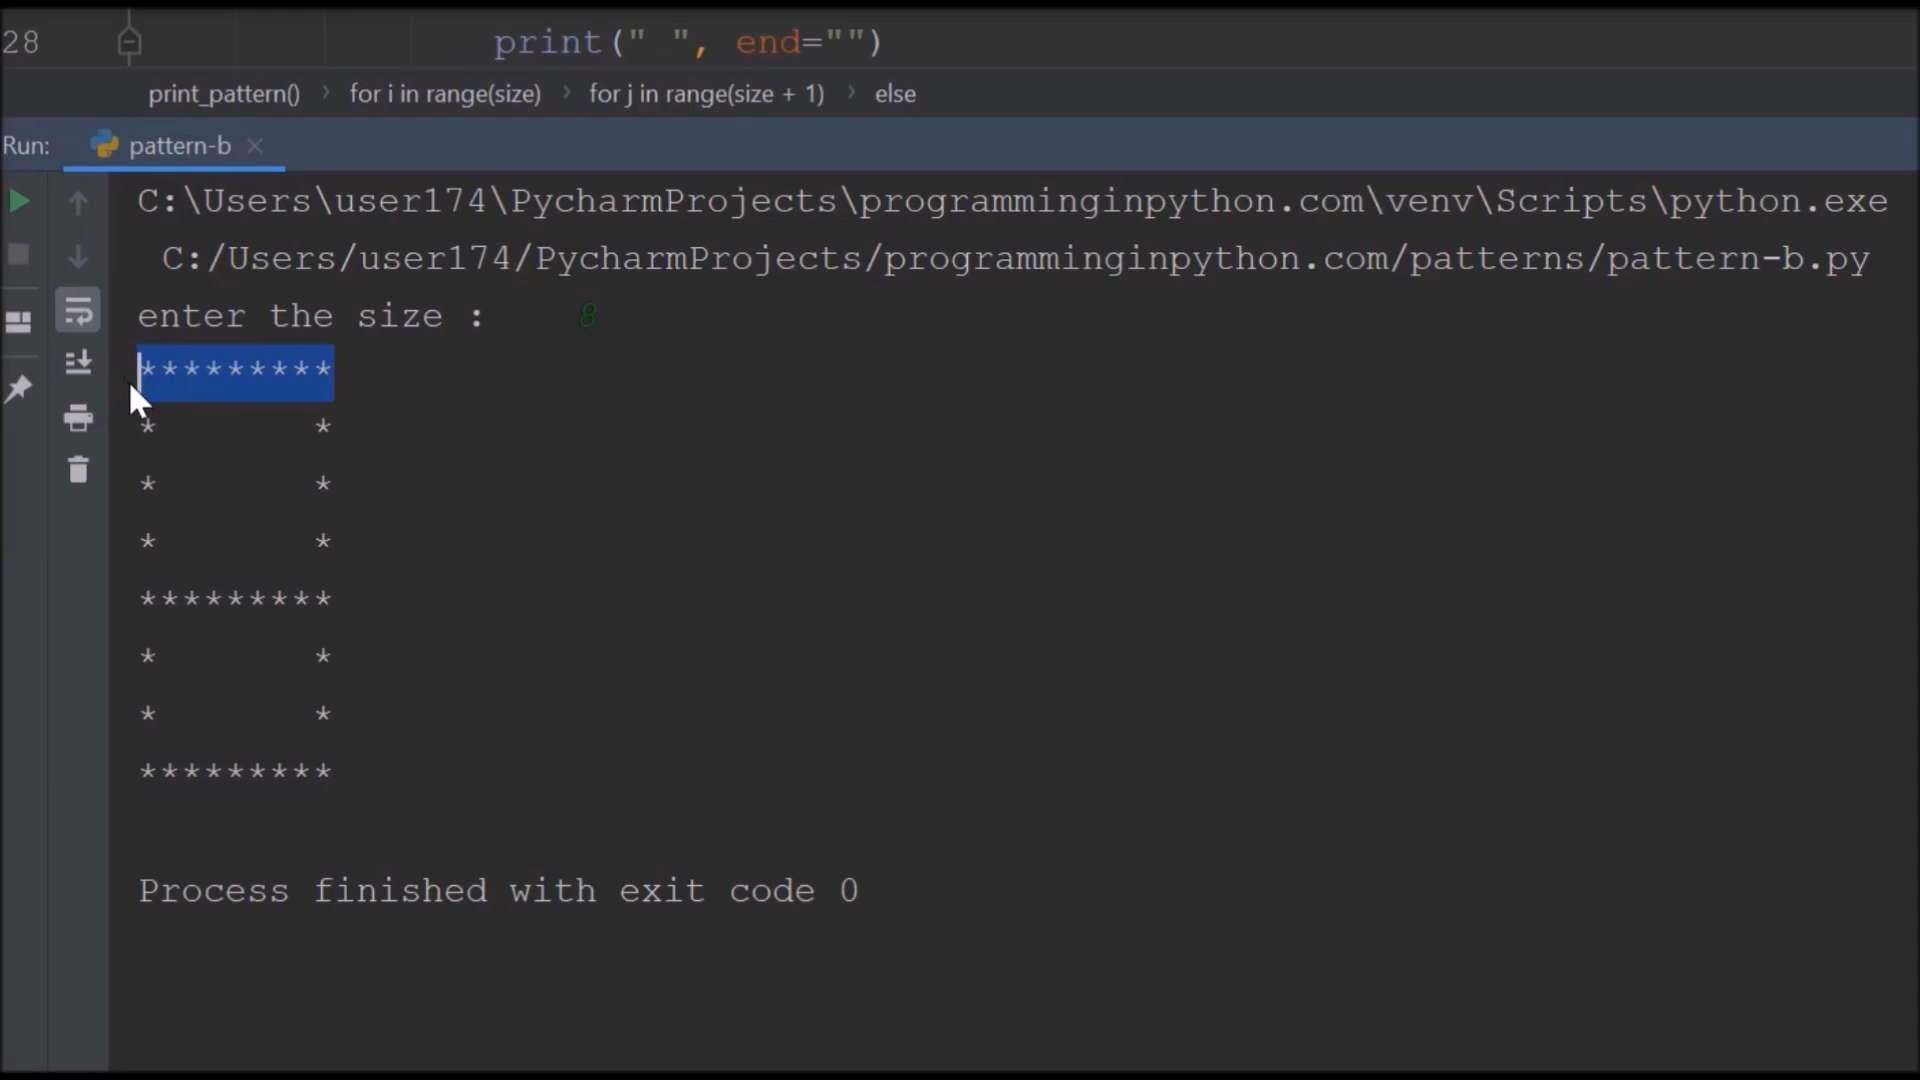 28 print(" ", end="")
print_pattern() › for i in range(size) › for j in range(size + 1) › else
Run: pattern-b ×
C:\Users\user174\PycharmProjects\programminginpython.com\venv\Scripts\python.exe
 C:/Users/user174/PycharmProjects/programminginpython.com/patterns/pattern-b.py
enter the size :    8
*********
*       *
*       *
*       *
*********
*       *
*       *
*********
Process finished with exit code 0